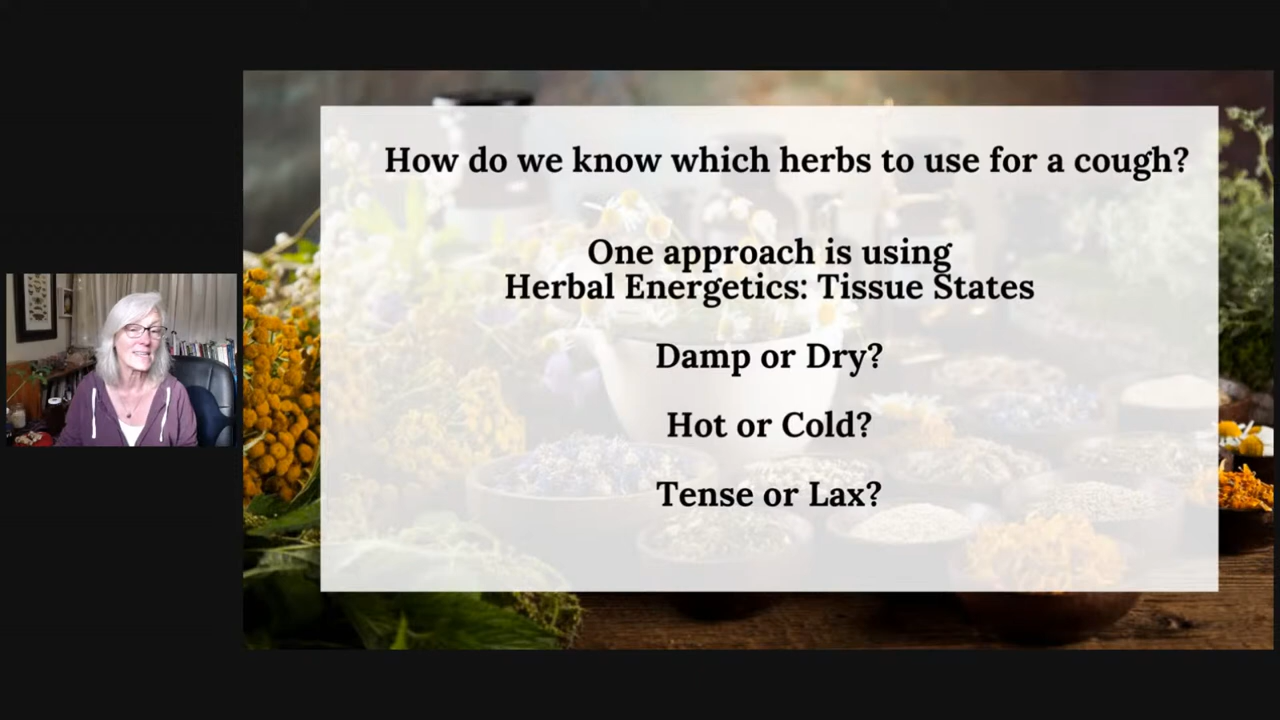 How do we know which herbs to use for a cough?
One approach is using
Herbal Energetics: Tissue States
Damp or Dry?
Hot or Cold?
Tense or Lax?